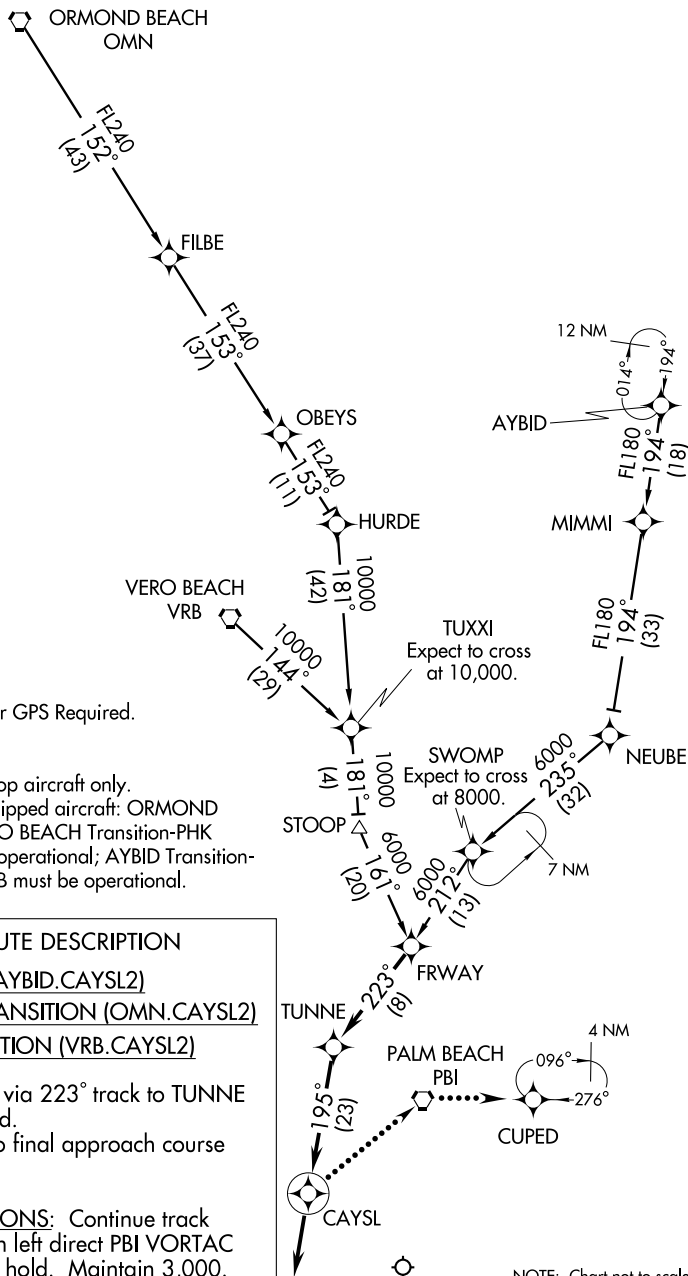 ORMOND BEACH
OMN
FL240
152°
(43)
FILBE
FL240
153°
(37)
12 NM
014°
194°
OBEYS
AYBID
FL240
153°
(11)
FL180
194°
(18)
HURDE
MIMMI
10000
181°
(42)
VERO BEACH
VRB
FL180
194°
(33)
10000
144°
(29)
TUXXI
Expect to cross
at 10,000.
r GPS Required.
NEUBE
SWOMP
Expect to cross
at 8000.
6000
235°
(32)
10000
181°
(4)
op aircraft only.
ipped aircraft: ORMOND
O BEACH Transition-PHK
operational; AYBID Transition-
B must be operational.
STOOP
6000
161°
(20)
7 NM
6000
212°
(13)
FRWAY
UTE DESCRIPTION
AYBID.CAYSL2)
ANSITION (OMN.CAYSL2)
TION (VRB.CAYSL2)
223°
(8)
TUNNE
via 223° track to TUNNE
d.
o final approach course
PALM BEACH
PBI
4 NM
096°
276°
CUPED
195°
(23)
CAYSL
ONS: Continue track
n left direct PBI VORTAC
hold. Maintain 3,000.